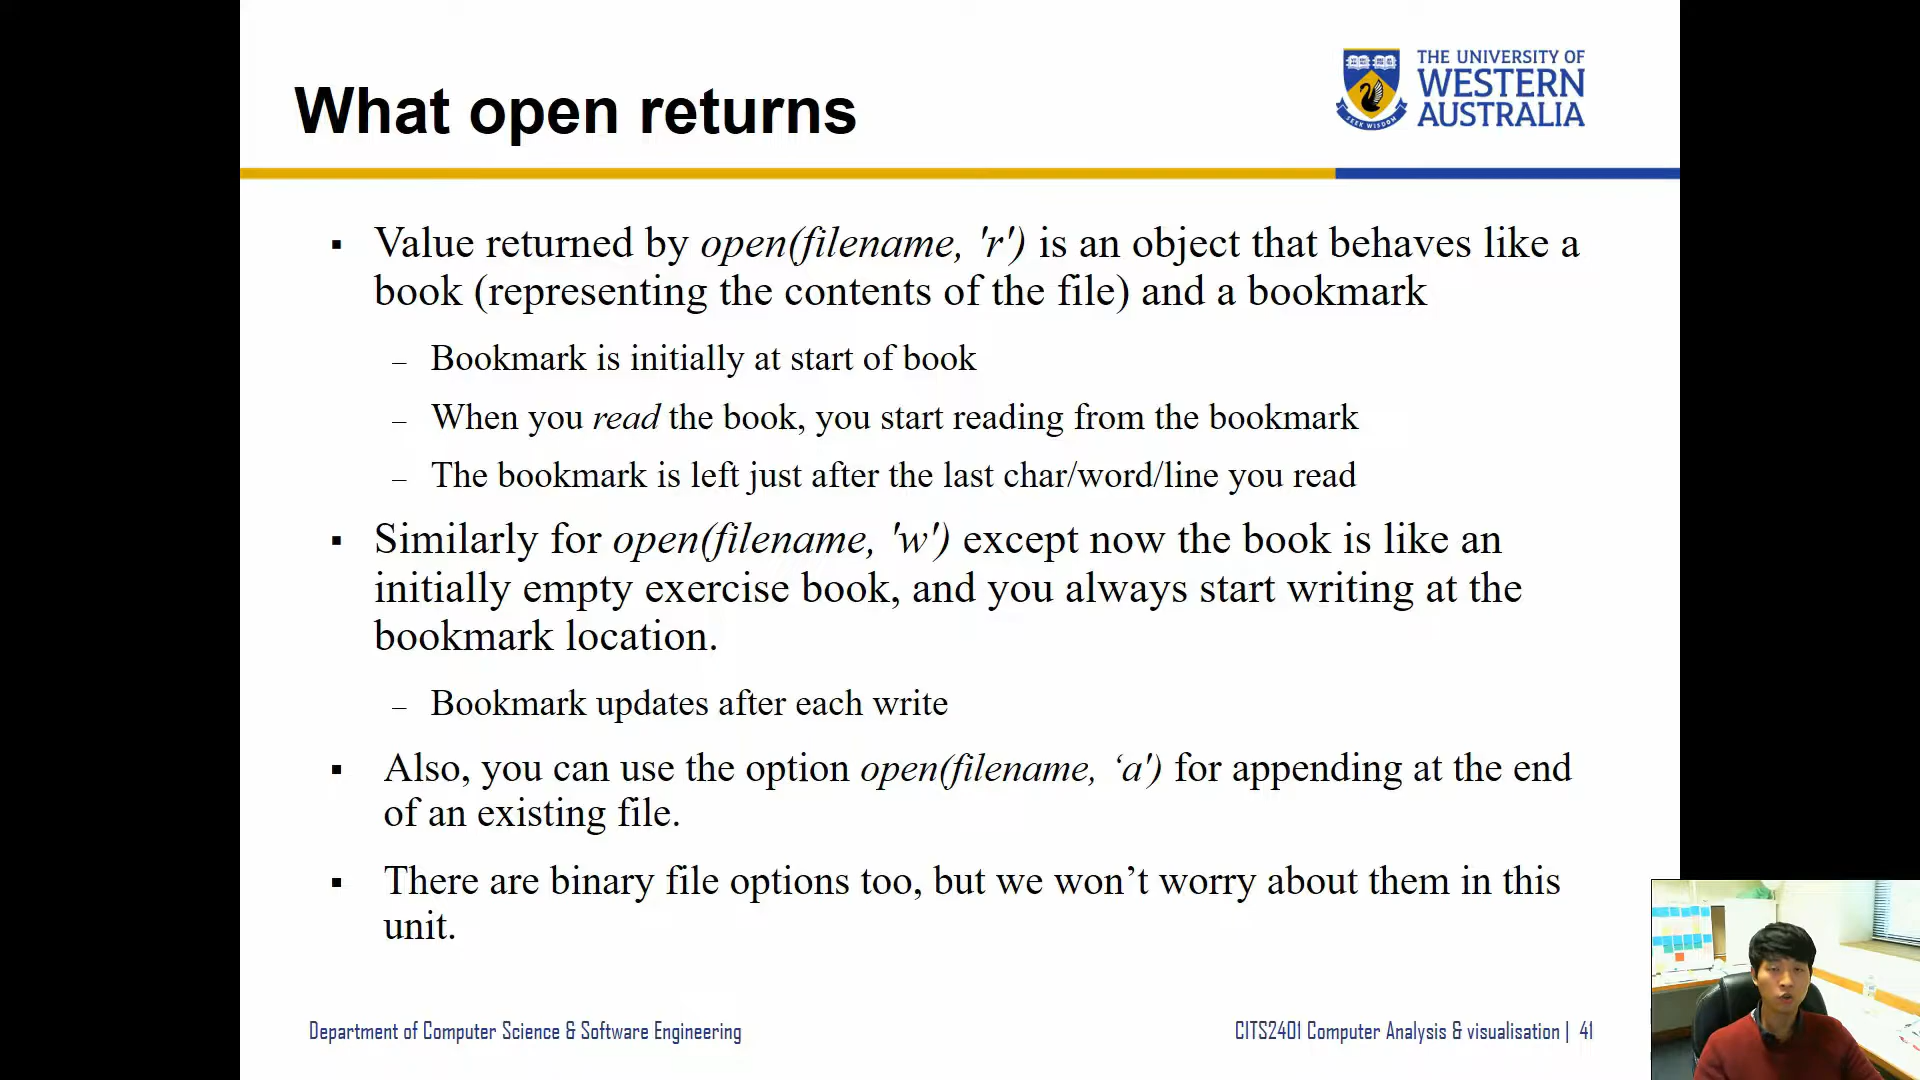 THE UNIVERSITY OF
WESTERN
AUSTRALIA
SEEK WISDOM
What open returns
▪ Value returned by open(filename, 'r') is an object that behaves like a
book (representing the contents of the file) and a bookmark
– Bookmark is initially at start of book
– When you read the book, you start reading from the bookmark
– The bookmark is left just after the last char/word/line you read
▪ Similarly for open(filename, 'w') except now the book is like an
initially empty exercise book, and you always start writing at the
bookmark location.
– Bookmark updates after each write
▪ Also, you can use the option open(filename, ‘a') for appending at the end
of an existing file.
▪ There are binary file options too, but we won’t worry about them in this
unit.
Department of Computer Science & Software Engineering
CITS2401 Computer Analysis & visualisation | 41